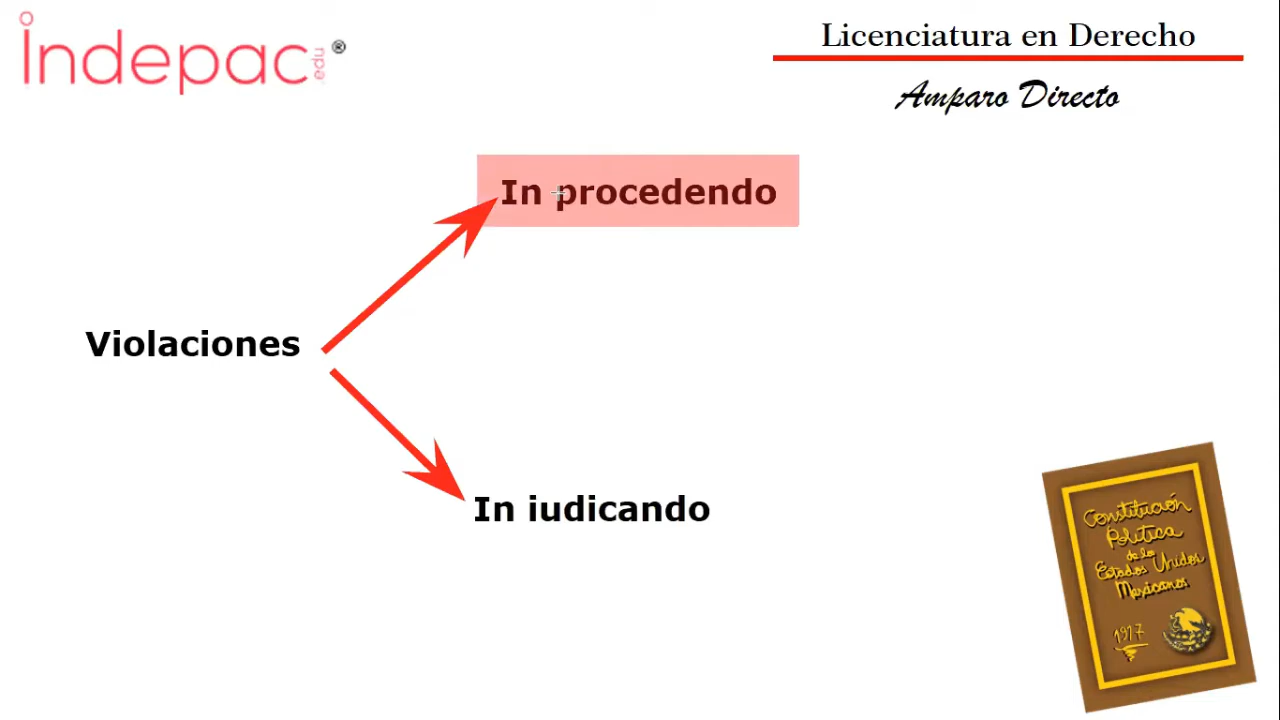 indepac.edu®
Licenciatura en Derecho
Amparo Directo
In procedendo
Violaciones
In iudicando
Constitución
Política
de los
Estados Unidos
Mexicanos
1917